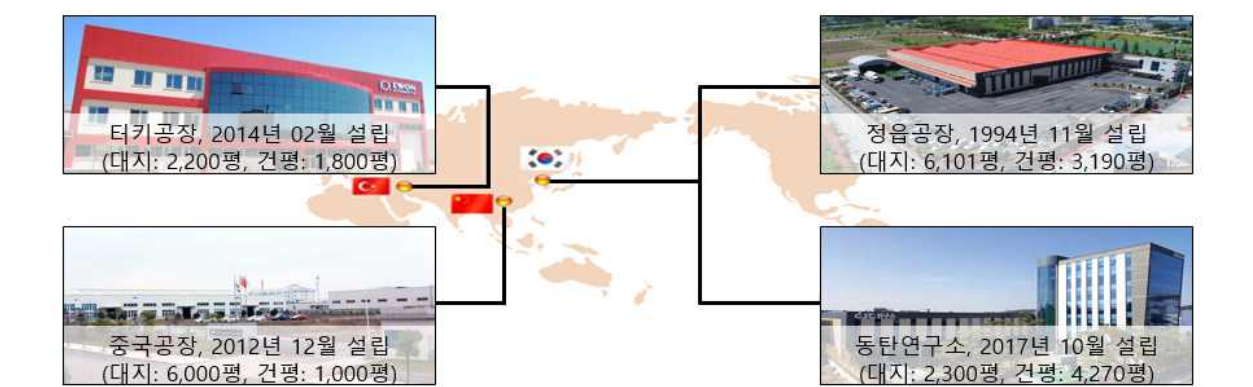 EWON
터키공장, 2014년 02월 설립
(대지: 2,200평, 건평: 1,800평)
정읍공장, 1994년 11월 설립
(대지: 6,101평, 건평: 3,190평)
중국공장, 2012년 12월 설립
(대지: 6,000평, 건평: 1,000평)
동탄연구소, 2017년 10월 설립
(대지: 2,300평, 건평: 4,270평)